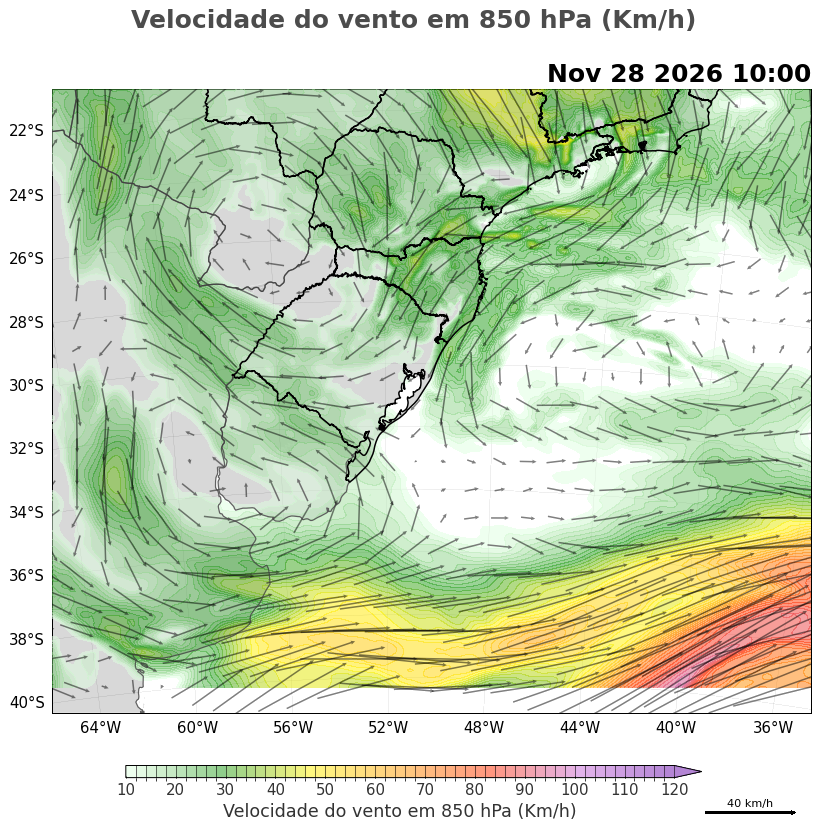 Velocidade do vento em 850 hPa (Km/h)
Nov 28 2026 10:00
22°S
24°S
26°S
28°S
30°S
32°S
34°S
36°S
38°S
40°S
64°W 60°W 56°W 52°W 48°W 44°W 40°W 36°W
10 20 30 40 50 60 70 80 90 100 110 120
40 km/h
Velocidade do vento em 850 hPa (Km/h)